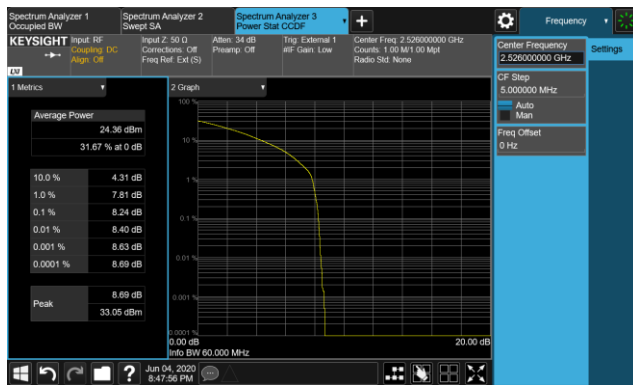 Spectrum Analyzer 1
Occupied BW
Spectrum Analyzer 2
Swept SA
Spectrum Analyzer 3
Power Stat CCDF
Frequency
KEYSIGHT
Input: RF
Coupling: DC
Align: Off
Input Z: 50 Ω
Corrections: Off
Freq Ref: Ext (S)
Atten: 34 dB
Preamp: Off
Trig: External 1
#IF Gain: Low
Center Freq: 2.526000000 GHz
Counts: 1.00 M/1.00 Mpt
Radio Std: None
LXI
Center Frequency
2.526000000 GHz
Settings
CF Step
5.000000 MHz
Auto
Man
Freq Offset
0 Hz
1 Metrics
Average Power
24.36 dBm
31.67 % at 0 dB
10.0 % 4.31 dB
1.0 % 7.81 dB
0.1 % 8.24 dB
0.01 % 8.40 dB
0.001 % 8.63 dB
0.0001 % 8.69 dB
Peak
8.69 dB
33.05 dBm
2 Graph
100 %
10 %
1 %
0.1 %
0.01 %
0.001 %
0.0001 %
0.00 dB
20.00 dB
Info BW 60.000 MHz
?
Jun 04, 2020
8:47:56 PM